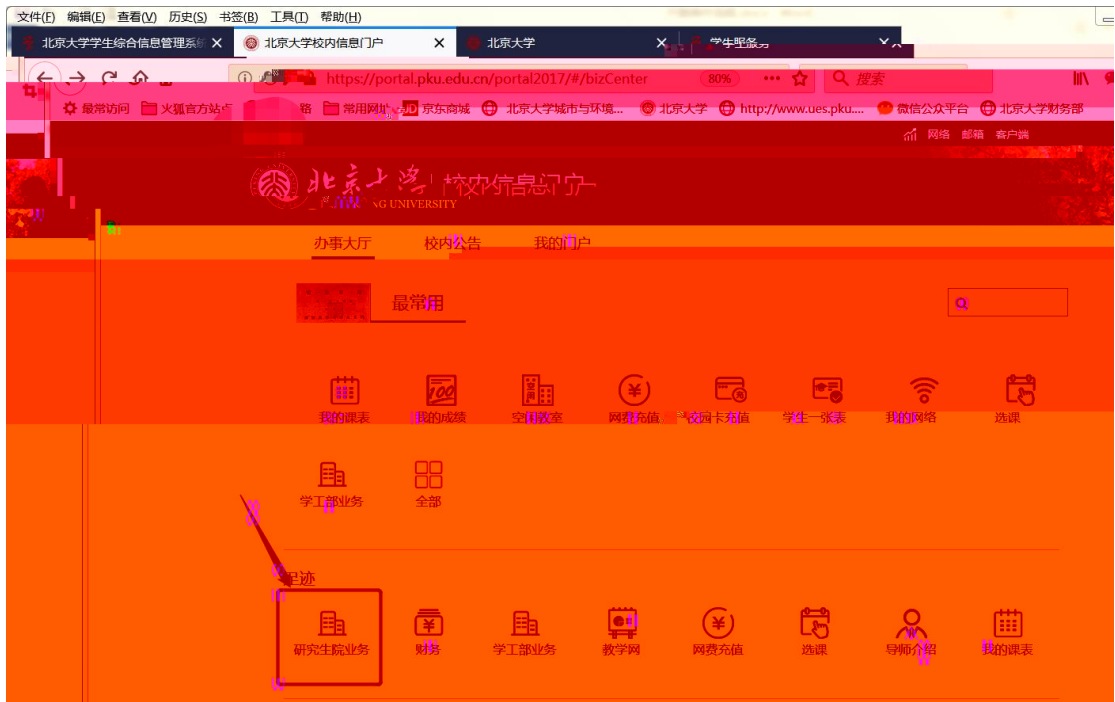 文件(F) 编辑(E) 查看(V) 历史(S) 书签(B) 工具(T) 帮助(H)
北京大学学生综合信息管理系统 北京大学校内信息门户 北京大学
https://portal.pku.edu.cn/portal2017/#/bizCenter 80% 搜索
最常访问 火狐官方站点 常用网址 京东商城 北京大学城市与环境... 北京大学 http://www.ues.pku.... 微信公众平台 北京大学财务部
网络 邮箱 客户端
北京大学 校内信息门户
NG UNIVERSITY
办事大厅 校内公告 我的门户
最常用
我的课表 我的成绩 空闲教室 网费充值 校园卡充值 学生一张表 我的网络 选课
学工部业务 全部
足迹
研究生院业务 财务 学工部业务 教学网 网费充值 选课 导师介绍 我的课表